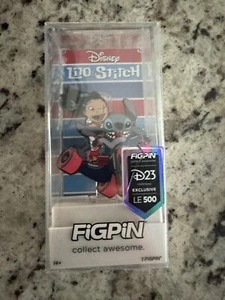 Disney
LILO & STITCH
FiGPiN
D23
EXCLUSIVE
LE 500
FiGPiN
collect awesome.